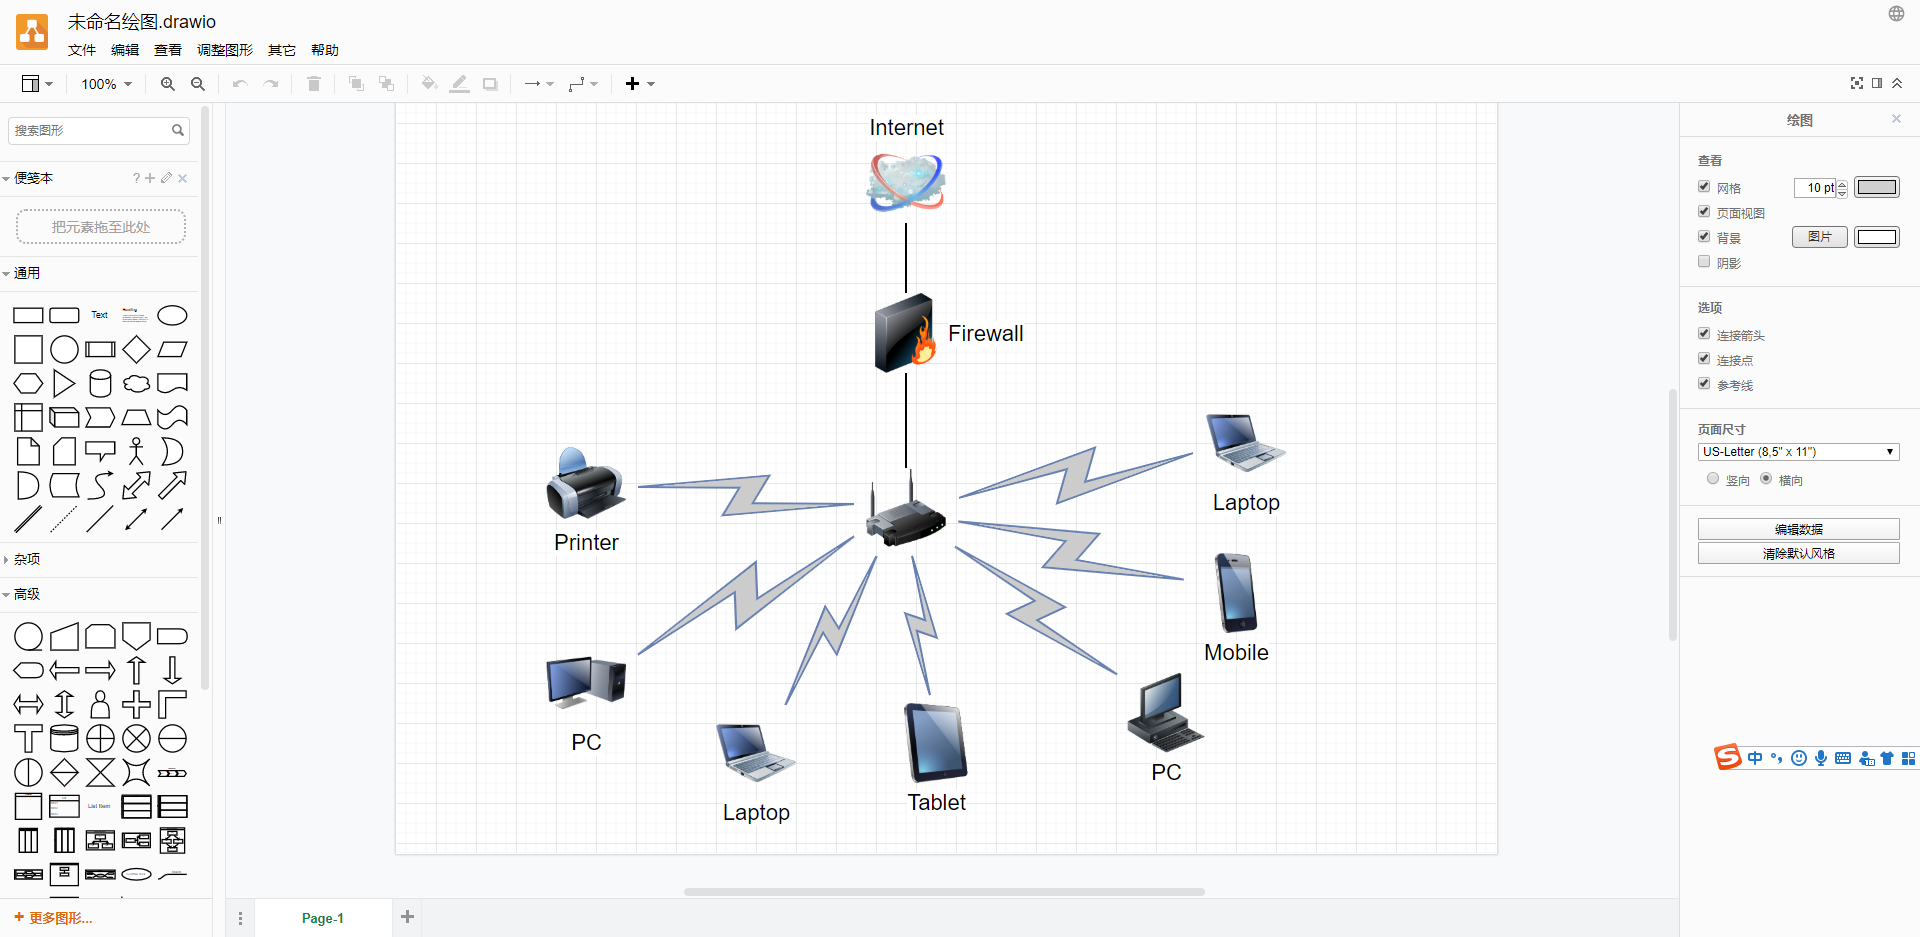 未命名绘图.drawio
文件 编辑 查看 调整图形 其它 帮助
100%
搜索图形
便笺本
?
把元素拖至此处
通用
Text
Heading
杂项
高级
List Item
更多图形...
Internet
Firewall
Printer
Laptop
Mobile
PC
Laptop
Tablet
PC
Page-1
绘图
查看
网格 10 pt
页面视图
背景 图片
阴影
选项
连接箭头
连接点
参考线
页面尺寸
US-Letter (8,5" x 11")
竖向 横向
编辑数据
清除默认风格
S 中